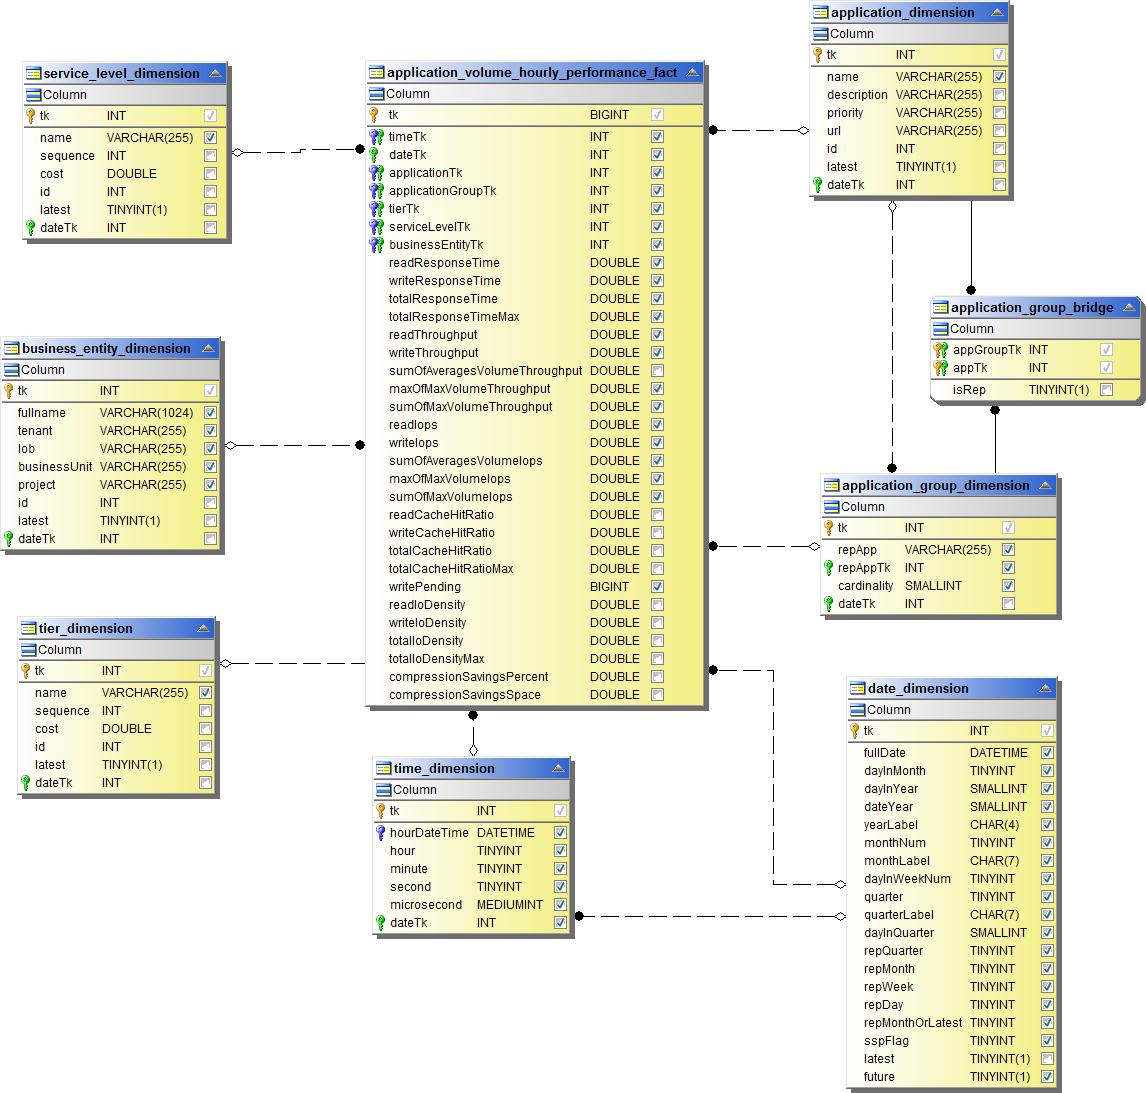 service_level_dimension
Column
tk INT
name VARCHAR(255)
sequence INT
cost DOUBLE
id INT
latest TINYINT(1)
dateTk INT
business_entity_dimension
Column
tk INT
fullname VARCHAR(1024)
tenant VARCHAR(255)
lob VARCHAR(255)
businessUnit VARCHAR(255)
project VARCHAR(255)
id INT
latest TINYINT(1)
dateTk INT
tier_dimension
Column
tk INT
name VARCHAR(255)
sequence INT
cost DOUBLE
id INT
latest TINYINT(1)
dateTk INT
application_volume_hourly_performance_fact
Column
tk BIGINT
timeTk INT
dateTk INT
applicationTk INT
applicationGroupTk INT
tierTk INT
serviceLevelTk INT
businessEntityTk INT
readResponseTime DOUBLE
writeResponseTime DOUBLE
totalResponseTime DOUBLE
totalResponseTimeMax DOUBLE
readThroughput DOUBLE
writeThroughput DOUBLE
sumOfAveragesVolumeThroughput DOUBLE
maxOfMaxVolumeThroughput DOUBLE
sumOfMaxVolumeThroughput DOUBLE
readIops DOUBLE
writeIops DOUBLE
sumOfAveragesVolumeIops DOUBLE
maxOfMaxVolumeIops DOUBLE
sumOfMaxVolumeIops DOUBLE
readCacheHitRatio DOUBLE
writeCacheHitRatio DOUBLE
totalCacheHitRatio DOUBLE
totalCacheHitRatioMax DOUBLE
writePending BIGINT
readIoDensity DOUBLE
writeIoDensity DOUBLE
totalIoDensity DOUBLE
totalIoDensityMax DOUBLE
compressionSavingsPercent DOUBLE
compressionSavingsSpace DOUBLE
time_dimension
Column
tk INT
hourDateTime DATETIME
hour TINYINT
minute TINYINT
second TINYINT
microsecond MEDIUMINT
dateTk INT
application_dimension
Column
tk INT
name VARCHAR(255)
description VARCHAR(255)
priority VARCHAR(255)
url VARCHAR(255)
id INT
latest TINYINT(1)
dateTk INT
application_group_bridge
Column
appGroupTk INT
appTk INT
isRep TINYINT(1)
application_group_dimension
Column
tk INT
repApp VARCHAR(255)
repAppTk INT
cardinality SMALLINT
dateTk INT
date_dimension
Column
tk INT
fullDate DATETIME
dayInMonth TINYINT
dayInYear SMALLINT
dateYear SMALLINT
yearLabel CHAR(4)
monthNum TINYINT
monthLabel CHAR(7)
dayInWeekNum TINYINT
quarter TINYINT
quarterLabel CHAR(7)
dayInQuarter SMALLINT
repQuarter TINYINT
repMonth TINYINT
repWeek TINYINT
repDay TINYINT
repMonthOrLatest TINYINT
sspFlag TINYINT
latest TINYINT(1)
future TINYINT(1)